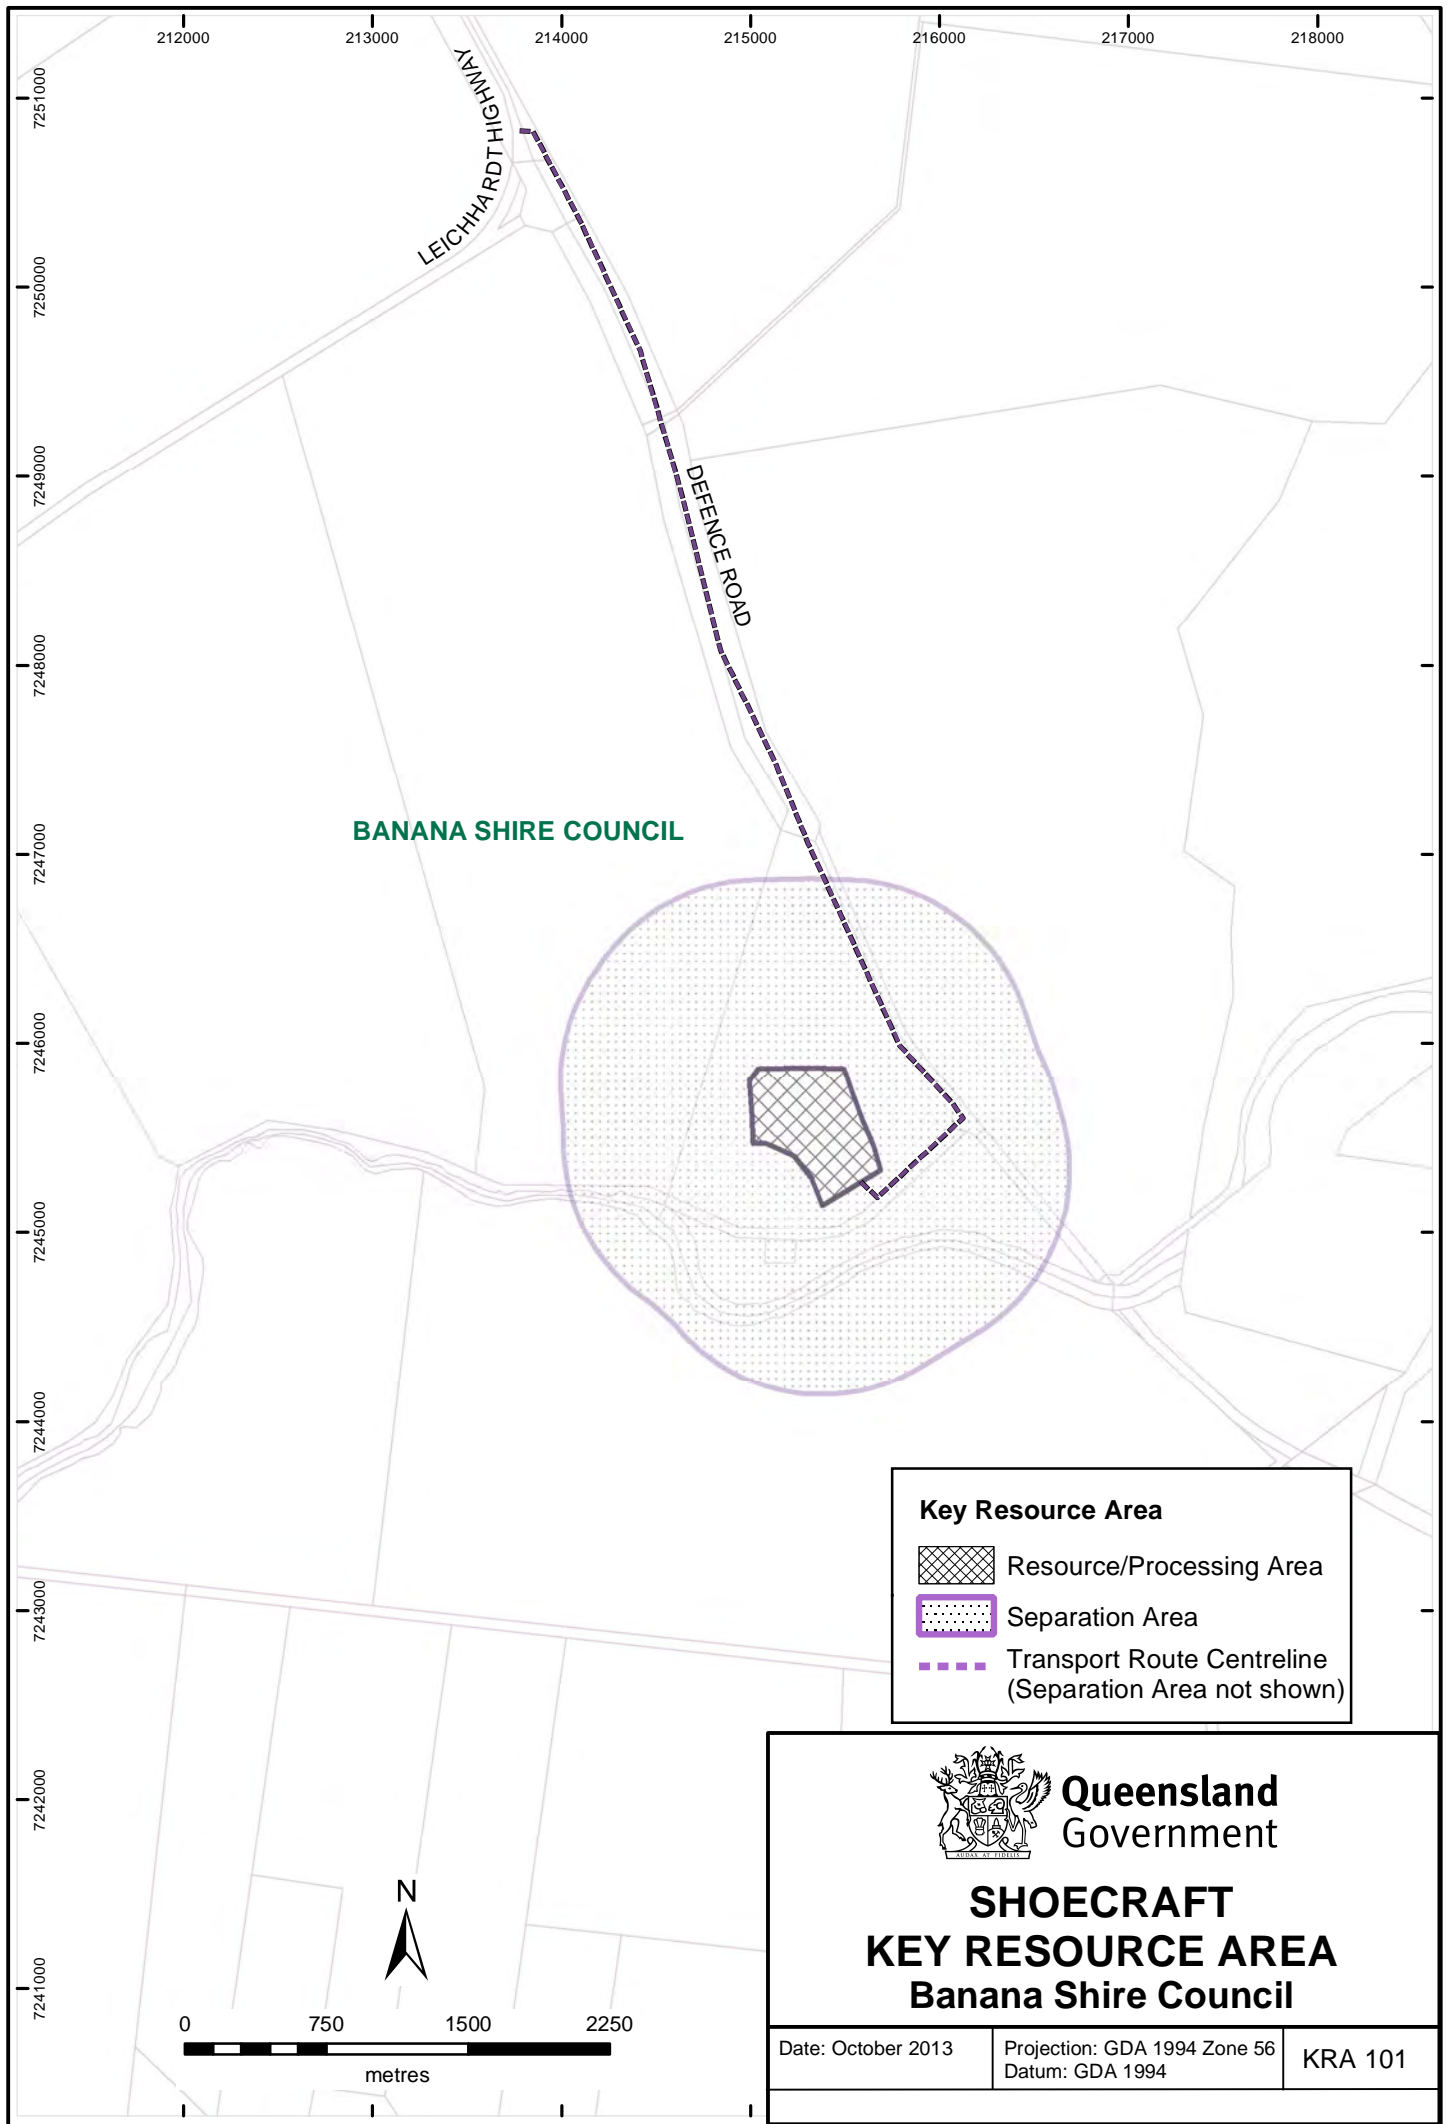 212000
213000
214000
215000
216000
217000
218000
7251000
7250000
7249000
7248000
7247000
7246000
7245000
7244000
7243000
7242000
7241000
LEICHHARDT HIGHWAY
DEFENCE ROAD
BANANA SHIRE COUNCIL
Key Resource Area
Resource/Processing Area
Separation Area
Transport Route Centreline
(Separation Area not shown)
AUDAX AT FIDELIS
Queensland
Government
SHOECRAFT
KEY RESOURCE AREA
Banana Shire Council
Date: October 2013
Projection: GDA 1994 Zone 56
Datum: GDA 1994
KRA 101
N
0 750 1500 2250
metres